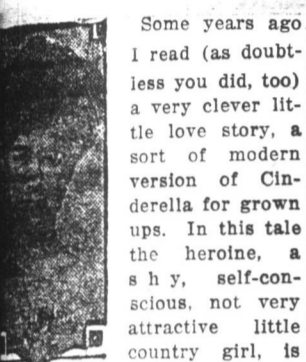 Some years ago
I read (as doubt-
less you did, too)
a very clever lit-
tle love story, a
sort of modern
version of Cin-
derella for grown
ups. In this tale
the heroine, a
shy, self-con-
scious, not very
attractive little
country girl, is